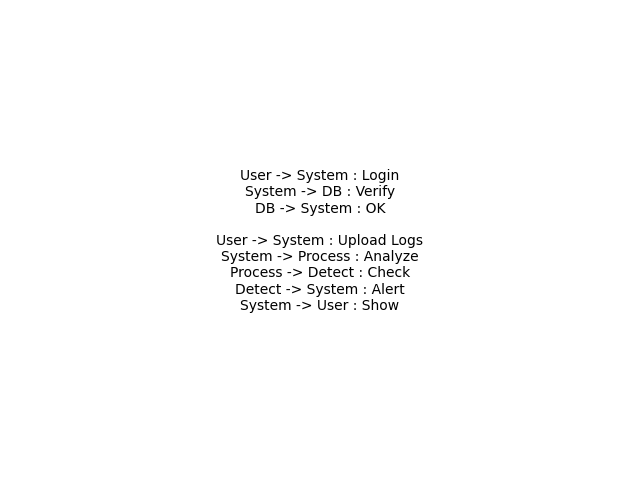 User -> System : Login
System -> DB : Verify
DB -> System : OK
User -> System : Upload Logs
System -> Process : Analyze
Process -> Detect : Check
Detect -> System : Alert
System -> User : Show